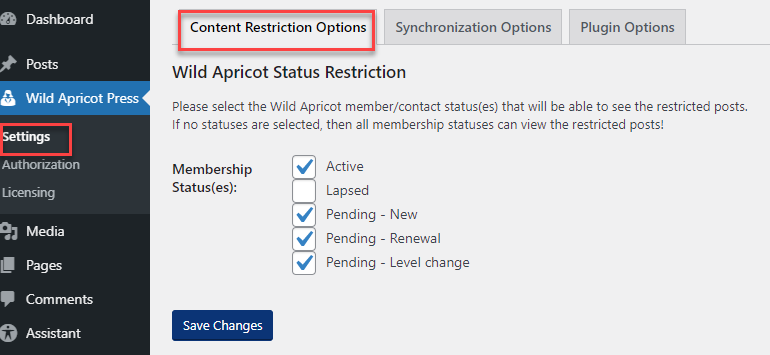 Dashboard
Posts
Wild Apricot Press
Settings
Authorization
Licensing
Media
Pages
Comments
Assistant
Content Restriction Options
Synchronization Options
Plugin Options
Wild Apricot Status Restriction
Please select the Wild Apricot member/contact status(es) that will be able to see the restricted posts.
If no statuses are selected, then all membership statuses can view the restricted posts!
Membership
Status(es):
Active
Lapsed
Pending - New
Pending - Renewal
Pending - Level change
Save Changes